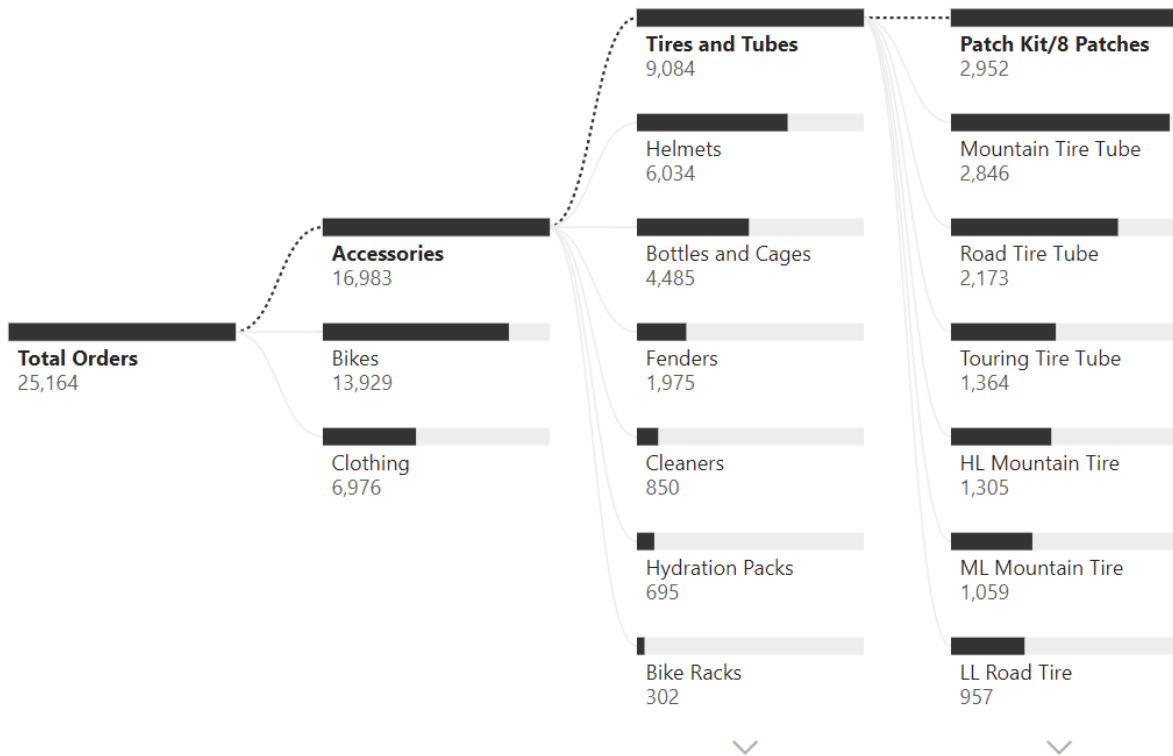 Total Orders
25,164
Accessories
16,983
Bikes
13,929
Clothing
6,976
Tires and Tubes
9,084
Helmets
6,034
Bottles and Cages
4,485
Fenders
1,975
Cleaners
850
Hydration Packs
695
Bike Racks
302
Patch Kit/8 Patches
2,952
Mountain Tire Tube
2,846
Road Tire Tube
2,173
Touring Tire Tube
1,364
HL Mountain Tire
1,305
ML Mountain Tire
1,059
LL Road Tire
957